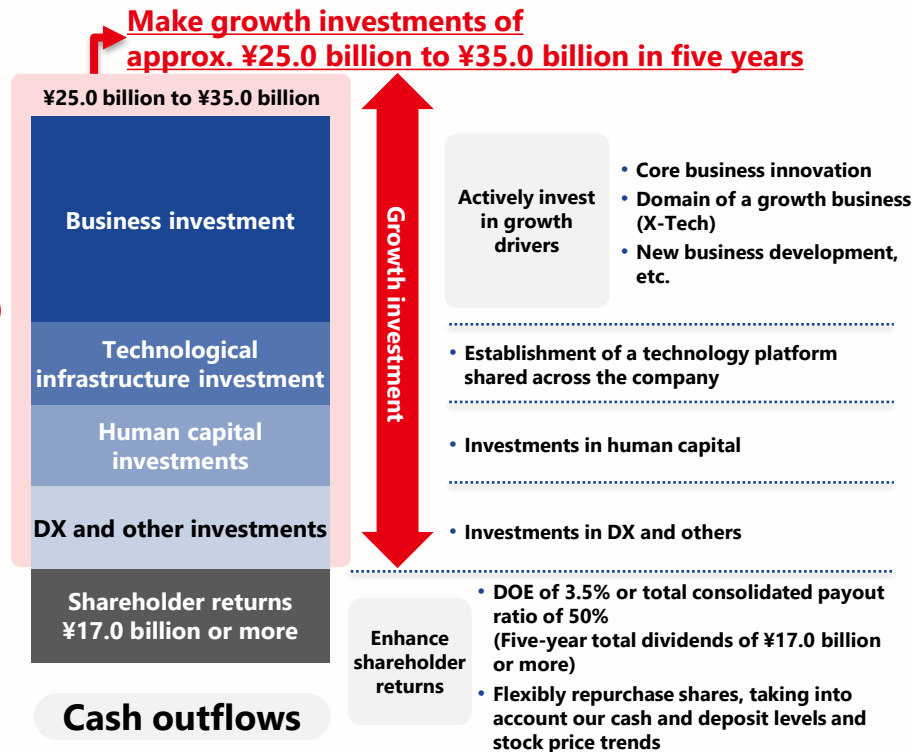 Make growth investments of
approx. ¥25.0 billion to ¥35.0 billion in five years
¥25.0 billion to ¥35.0 billion
Business investment
Technological
infrastructure investment
Human capital
investments
DX and other investments
Shareholder returns
¥17.0 billion or more
Cash outflows
Growth investment
Actively invest
in growth
drivers
• Core business innovation
• Domain of a growth business
(X-Tech)
• New business development,
etc.
• Establishment of a technology platform
shared across the company
• Investments in human capital
• Investments in DX and others
Enhance
shareholder
returns
• DOE of 3.5% or total consolidated payout
ratio of 50%
(Five-year total dividends of ¥17.0 billion
or more)
• Flexibly repurchase shares, taking into
account our cash and deposit levels and
stock price trends